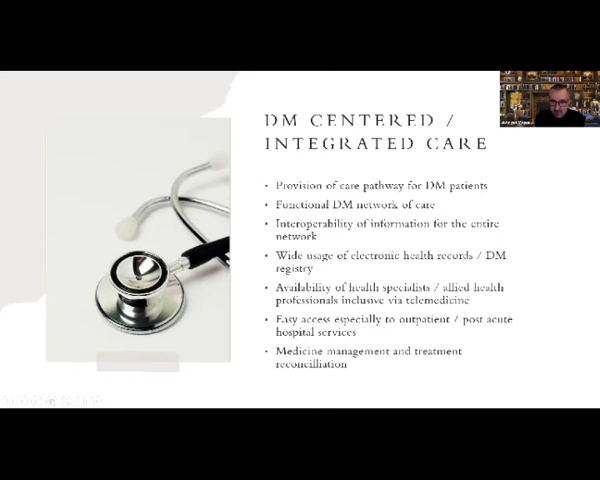 DM CENTERED /
INTEGRATED CARE
• Provision of care pathway for DM patients
• Functional DM network of care
• Interoperability of information for the entire
network
• Wide usage of electronic health records / DM
registry
• Availability of health specialists / allied health
professionals inclusive via telemedicine
• Easy access especially to outpatient / post acute
hospital services
• Medicine management and treatment
reconcilliation